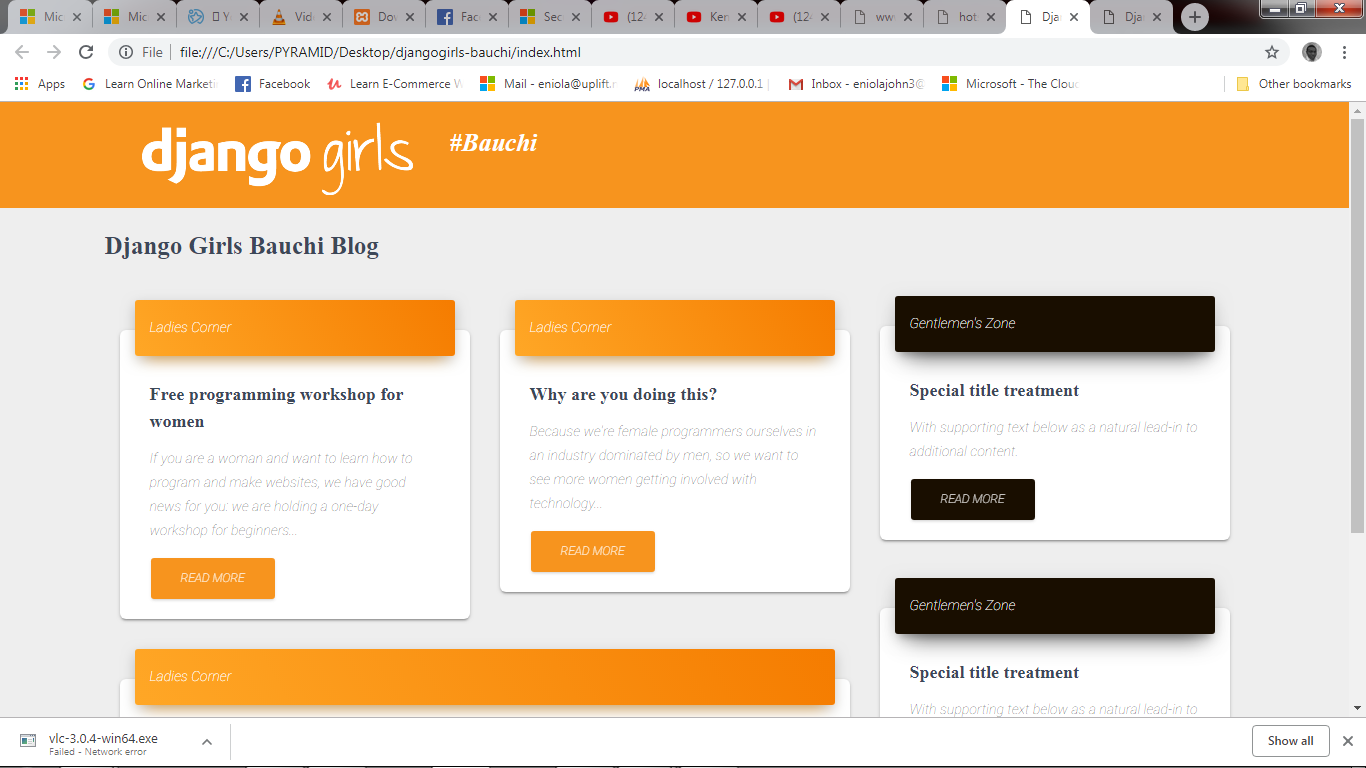 Mic
Mic
Yo
Vid
Dov
Fac
Sec
(12
Ker
(12
ww
hot
Dja
Dja
File
file:///C:/Users/PYRAMID/Desktop/djangogirls-bauchi/index.html
Apps
Learn Online Marketi
Facebook
Learn E-Commerce W
Mail - eniola@uplift.n
localhost / 127.0.0.1 |
Inbox - eniolajohn3@
Microsoft - The Cloud
Other bookmarks
django girls
#Bauchi
Django Girls Bauchi Blog
Ladies Corner
Free programming workshop for
women
If you are a woman and want to learn how to
program and make websites, we have good
news for you: we are holding a one-day
workshop for beginners...
READ MORE
Ladies Corner
Why are you doing this?
Because we're female programmers ourselves in
an industry dominated by men, so we want to
see more women getting involved with
technology...
READ MORE
Gentlemen's Zone
Special title treatment
With supporting text below as a natural lead-in to
additional content.
READ MORE
Ladies Corner
Gentlemen's Zone
Special title treatment
With supporting text below as a natural lead-in to
vlc-3.0.4-win64.exe
Failed - Network error
Show all